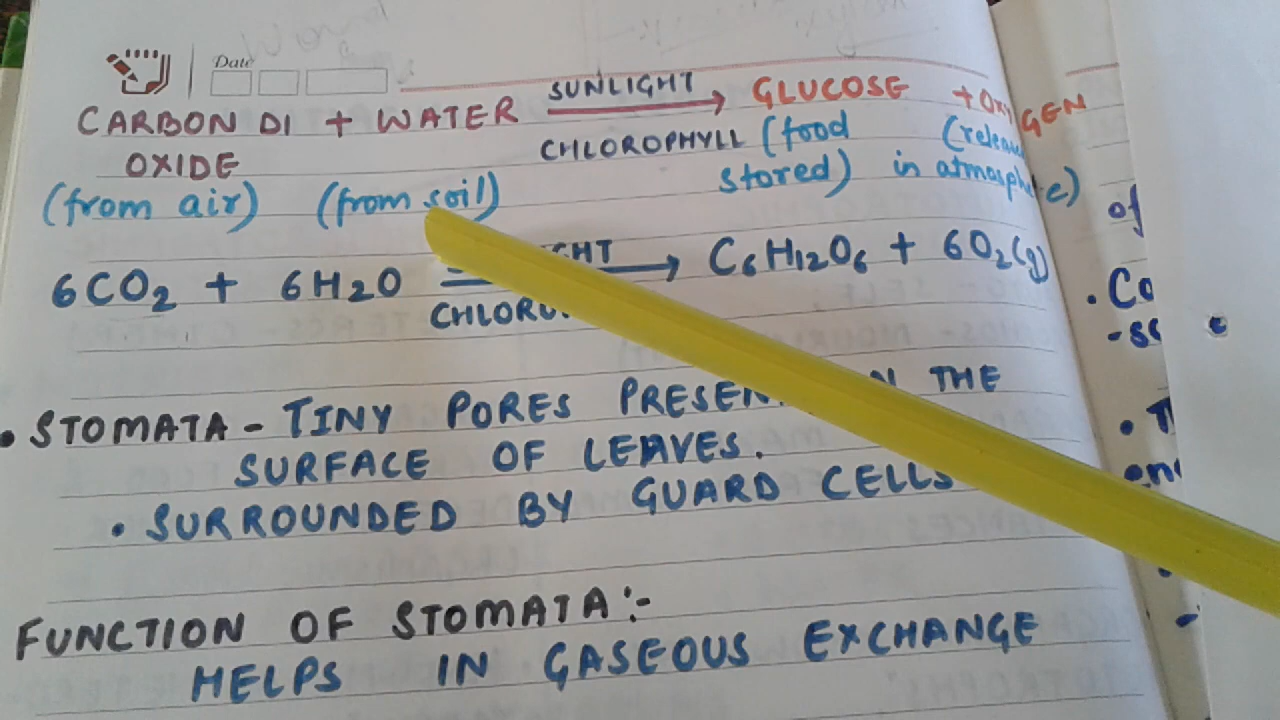 Date
SUNLIGHT
CARBON DI + WATER → GLUCOSE + OXYGEN
OXIDE CHLOROPHYLL (food
(from air) (from soil) stored) in atmosphere)
6CO2 + 6H2O → C6H12O6 + 6O2(g)
• STOMATA - TINY PORES PRESENT THE
SURFACE OF LEAVES.
• SURROUNDED BY GUARD CELLS
FUNCTION OF STOMATA:-
HELPS IN GASEOUS EXCHANGE
of